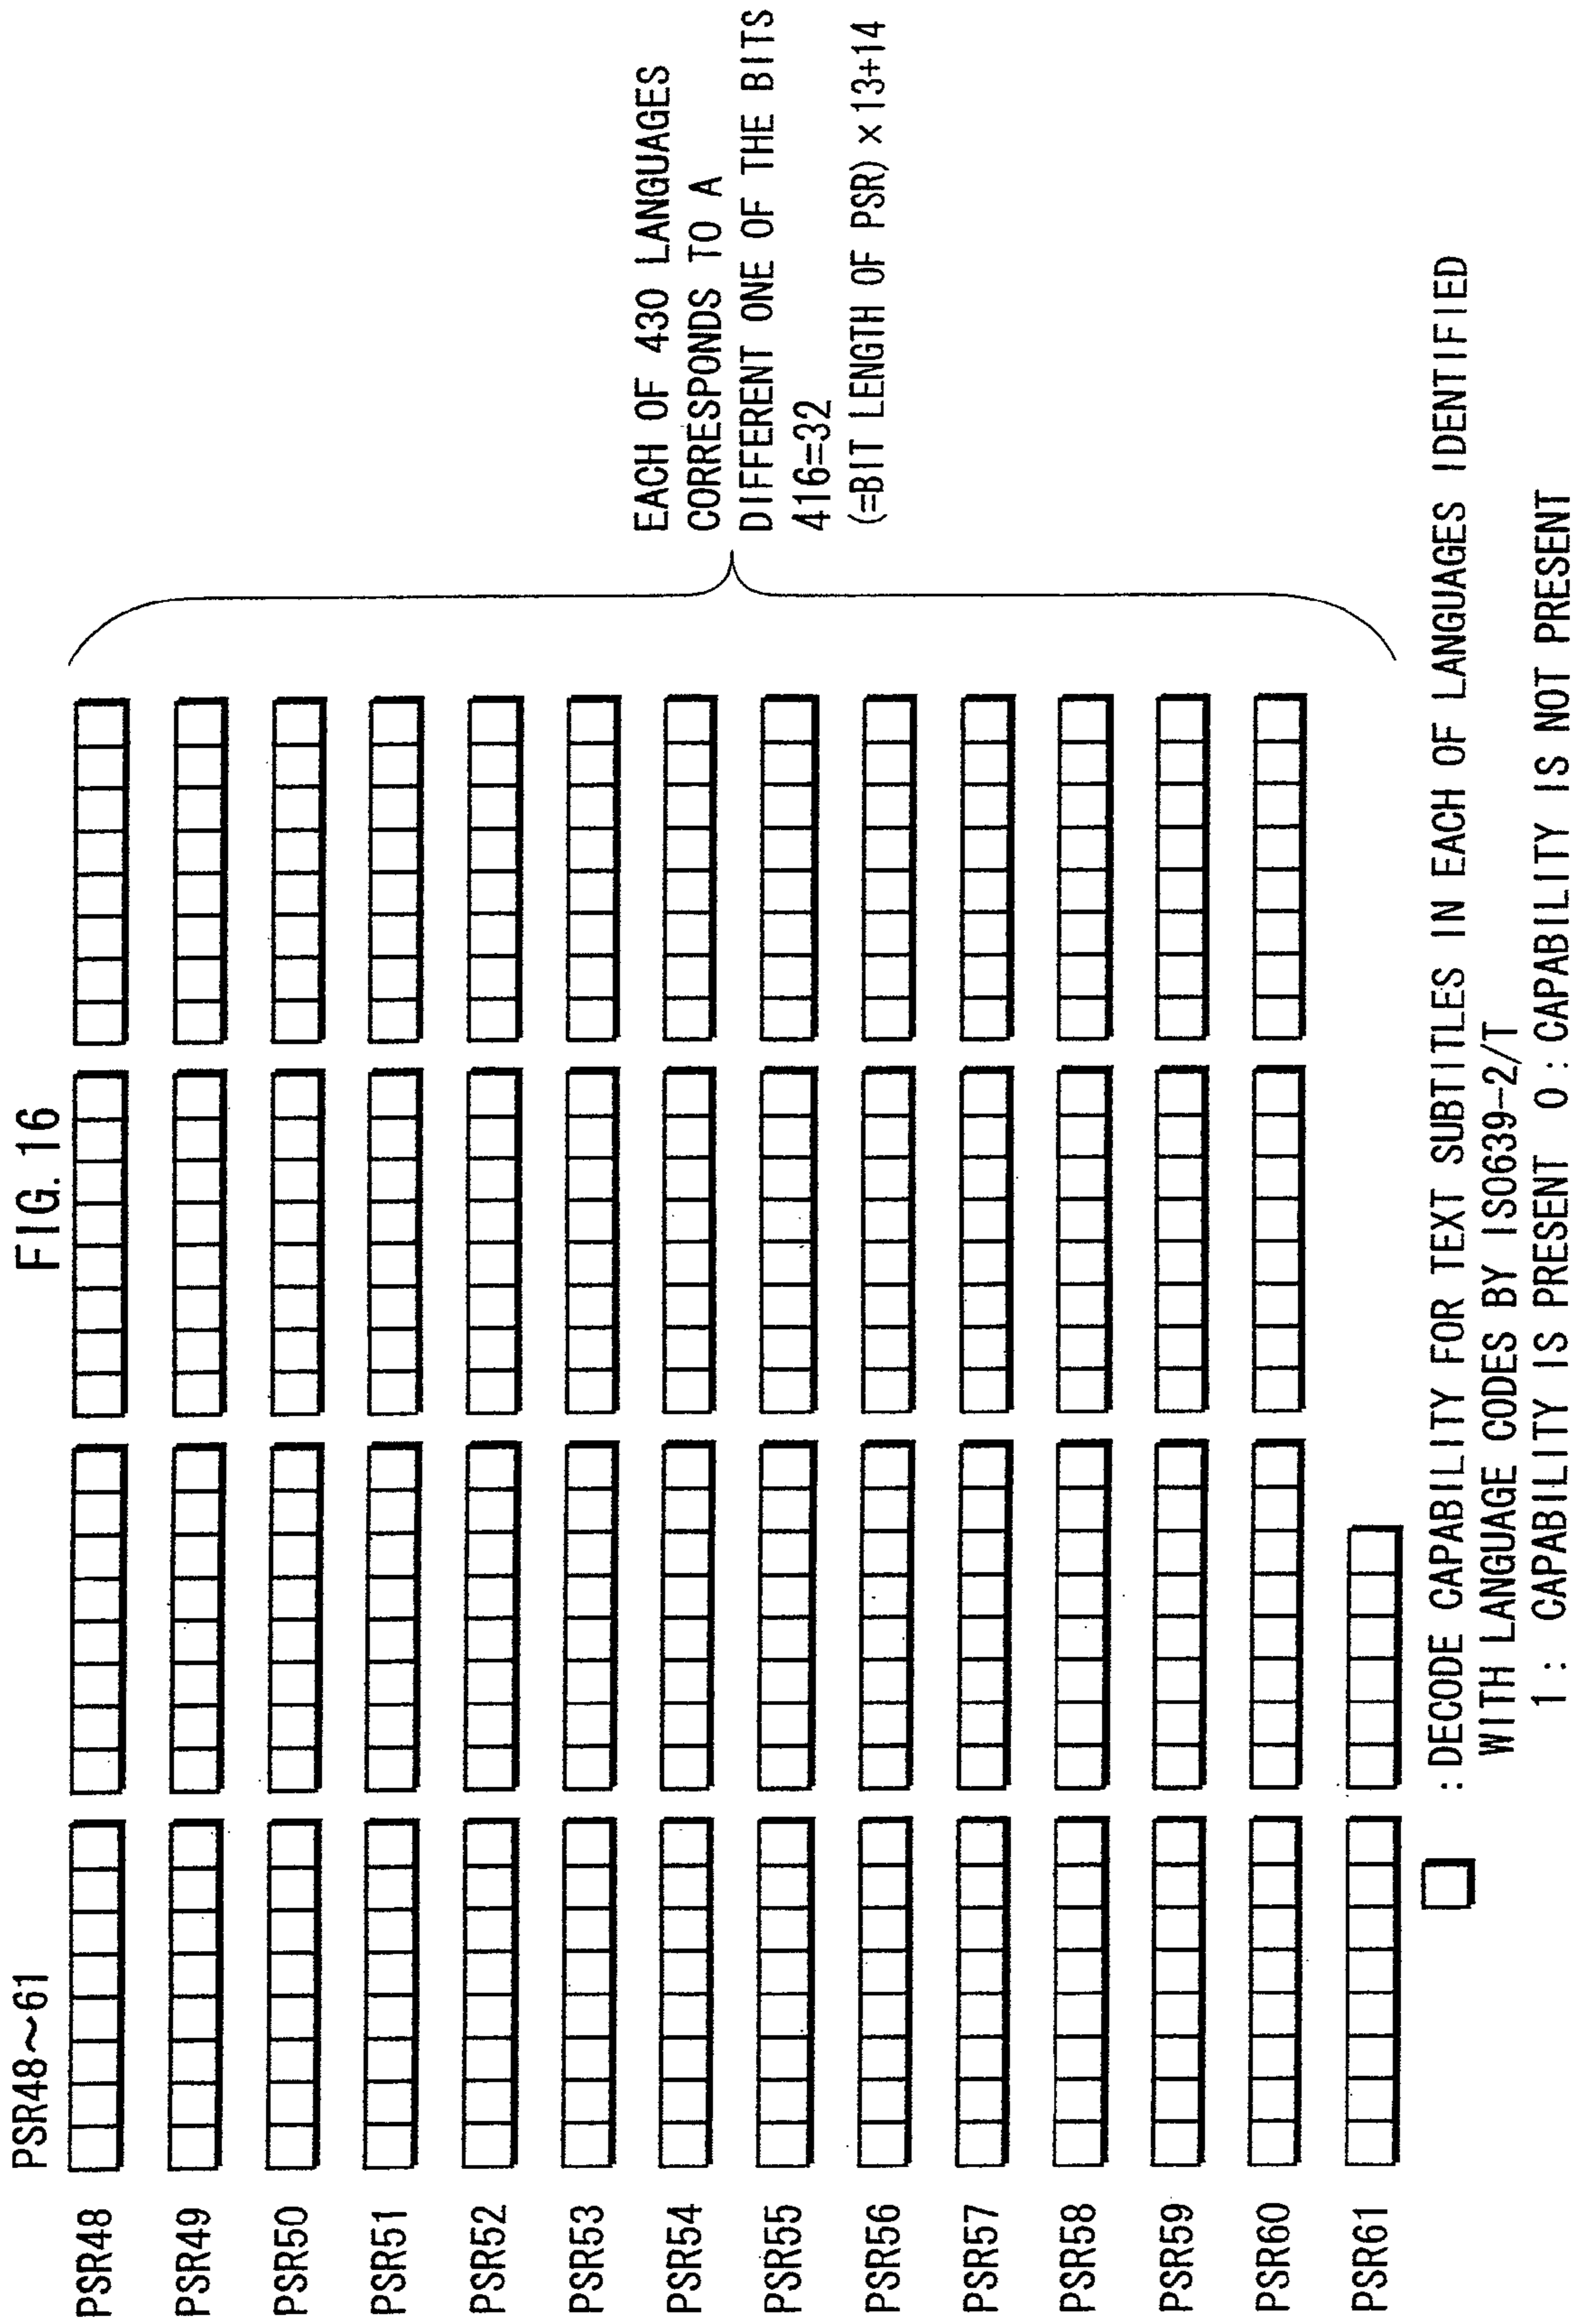 FIG. 16
PSR48~61
PSR48
PSR49
PSR50
PSR51
PSR52
PSR53
PSR54
PSR55
PSR56
PSR57
PSR58
PSR59
PSR60
PSR61
EACH OF 430 LANGUAGES
CORRESPONDS TO A
DIFFERENT ONE OF THE BITS
416=32
(=BIT LENGTH OF PSR) × 13+14
: DECODE CAPABILITY FOR TEXT SUBTITLES IN EACH OF LANGUAGES IDENTIFIED
WITH LANGUAGE CODES BY ISO639-2/T
1 : CAPABILITY IS PRESENT 0 : CAPABILITY IS NOT PRESENT